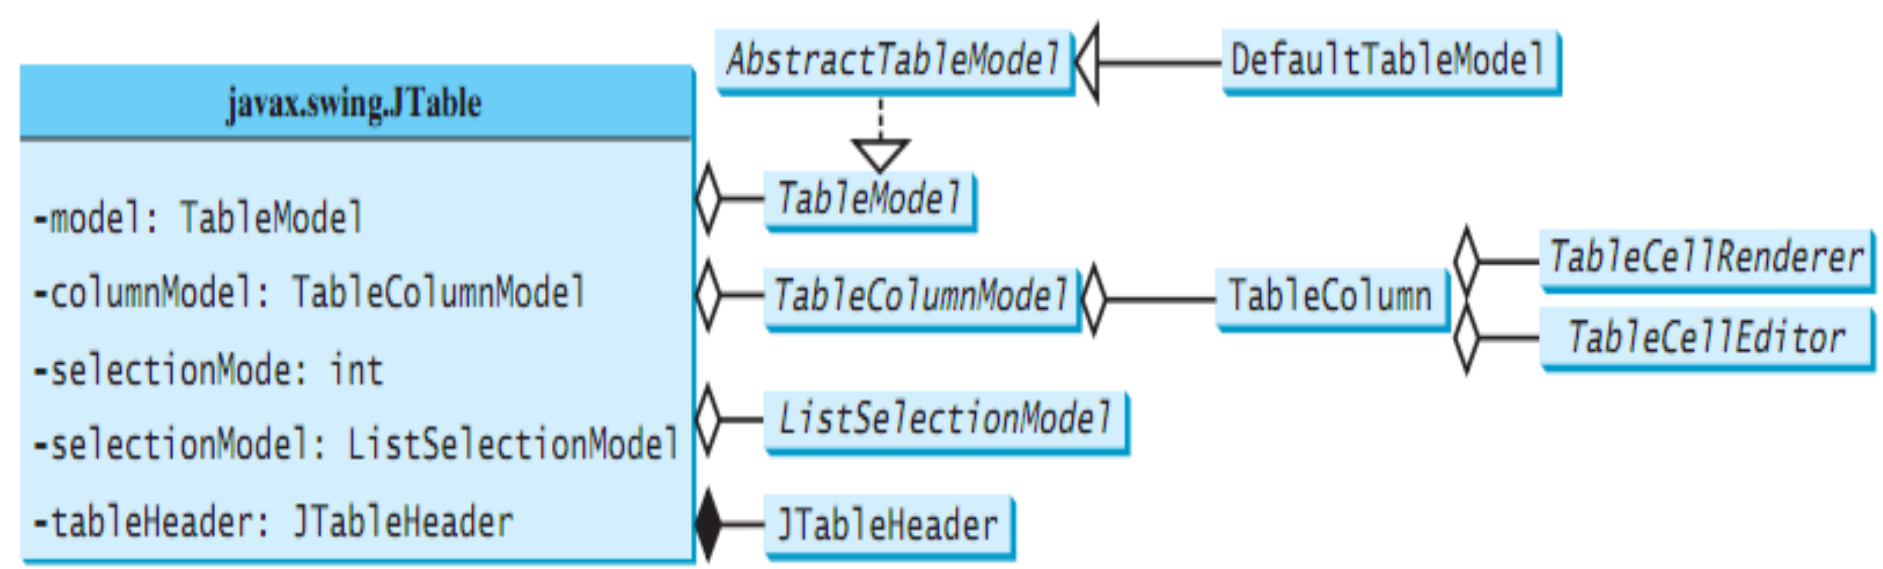 javax.swing.JTable
-model: TableModel
-columnModel: TableColumnModel
-selectionMode: int
-selectionModel: ListSelectionModel
-tableHeader: JTableHeader
AbstractTableModel
DefaultTableModel
TableModel
TableColumnModel
TableColumn
TableCellRenderer
TableCellEditor
ListSelectionModel
JTableHeader